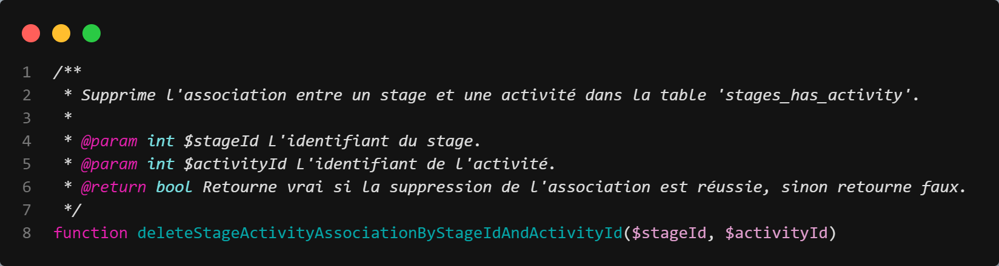 1 /**
2 * Supprime l'association entre un stage et une activité dans la table 'stages_has_activity'.
3 *
4 * @param int $stageId L'identifiant du stage.
5 * @param int $activityId L'identifiant de l'activité.
6 * @return bool Retourne vrai si la suppression de l'association est réussie, sinon retourne faux.
7 */
8 function deleteStageActivityAssociationByStageIdAndActivityId($stageId, $activityId)